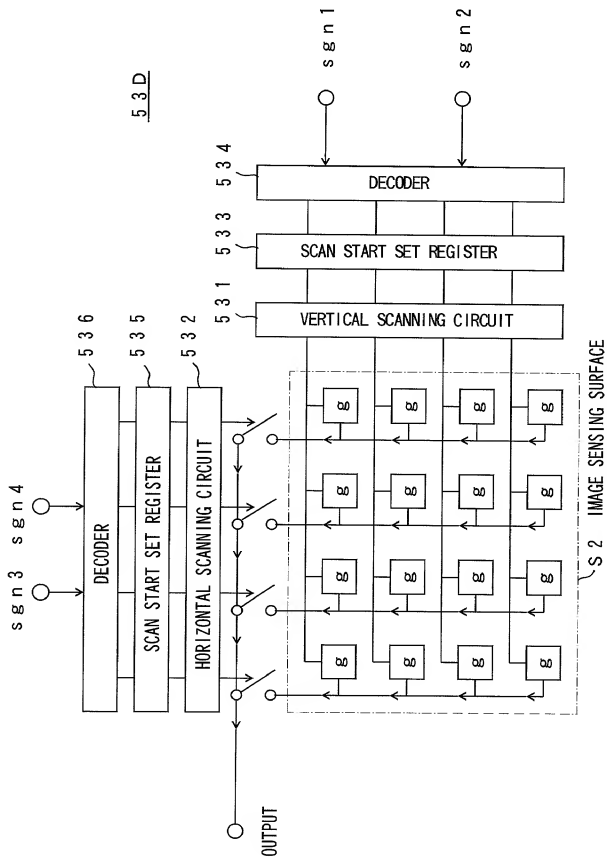 53D
sgn1
sgn2
534
DECODER
533
SCAN START SET REGISTER
531
VERTICAL SCANNING CIRCUIT
sgn3
sgn4
536
DECODER
535
SCAN START SET REGISTER
532
HORIZONTAL SCANNING CIRCUIT
g g g g
g g g g
g g g g
g g g g
S2
IMAGE SENSING SURFACE
OUTPUT